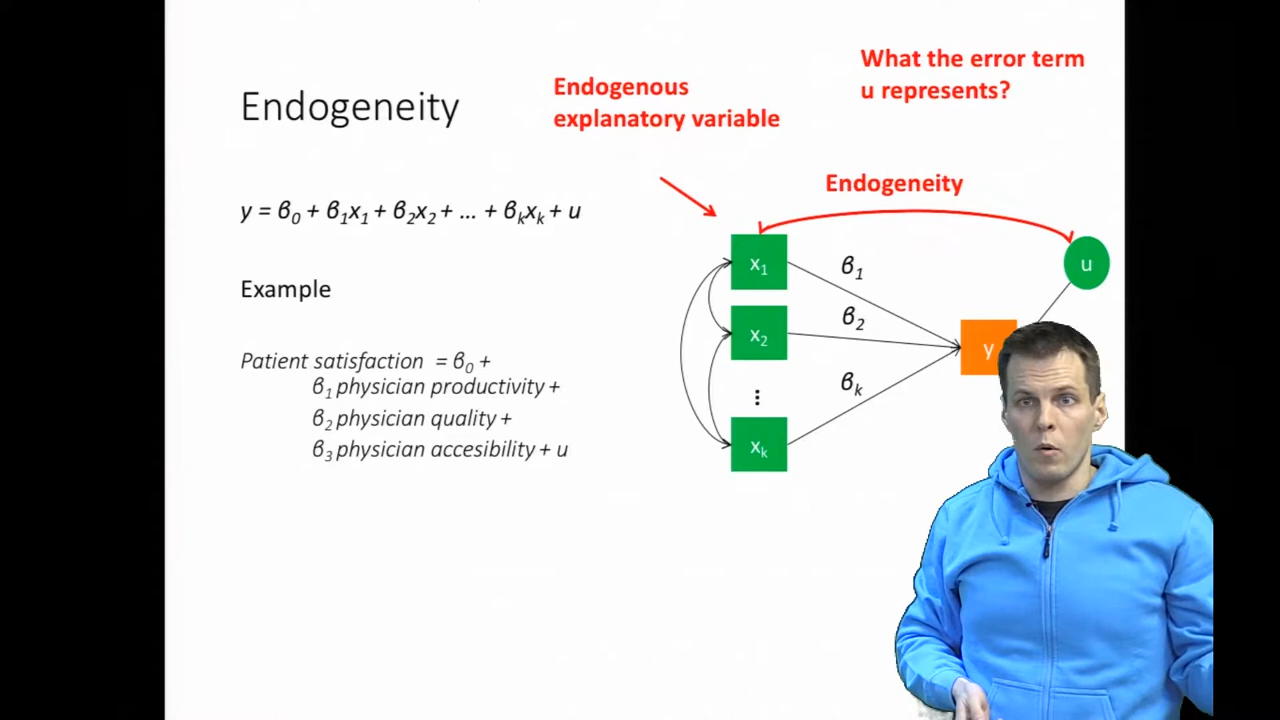 What the error term
u represents?
Endogenous
explanatory variable
Endogeneity
Endogeneity
y = β0 + β1x1 + β2x2 + ... + βkxk + u
x1
β1
u
Example
x2
β2
y
Patient satisfaction = β0 +
β1 physician productivity +
βk
β2 physician quality +
β3 physician accesibility + u
xk